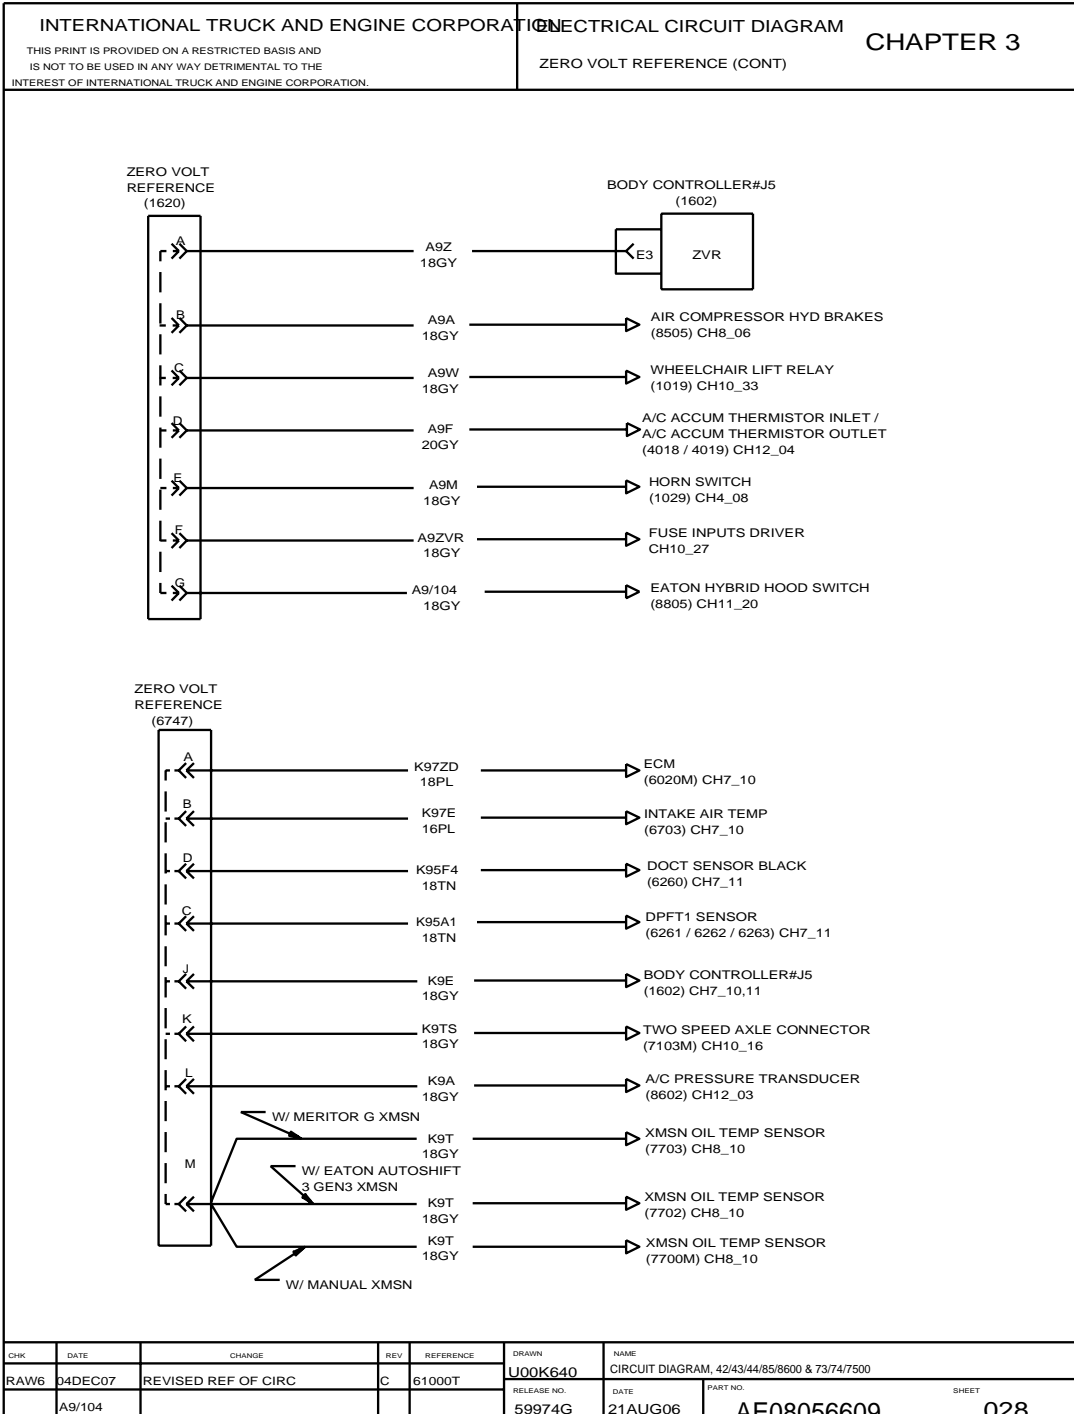 INTERNATIONAL TRUCK AND ENGINE CORPORATION
THIS PRINT IS PROVIDED ON A RESTRICTED BASIS AND
IS NOT TO BE USED IN ANY WAY DETRIMENTAL TO THE
INTEREST OF INTERNATIONAL TRUCK AND ENGINE CORPORATION.
ELECTRICAL CIRCUIT DIAGRAM
ZERO VOLT REFERENCE (CONT)
CHAPTER 3
ZERO VOLT
REFERENCE
(1620)
BODY CONTROLLER#J5
(1602)
A
A9Z
18GY
E3
ZVR
B
A9A
18GY
AIR COMPRESSOR HYD BRAKES
(8505) CH8_06
C
A9W
18GY
WHEELCHAIR LIFT RELAY
(1019) CH10_33
D
A9F
20GY
A/C ACCUM THERMISTOR INLET /
A/C ACCUM THERMISTOR OUTLET
(4018 / 4019) CH12_04
E
A9M
18GY
HORN SWITCH
(1029) CH4_08
F
A9ZVR
18GY
FUSE INPUTS DRIVER
CH10_27
G
A9/104
18GY
EATON HYBRID HOOD SWITCH
(8805) CH11_20
ZERO VOLT
REFERENCE
(6747)
A
K97ZD
18PL
ECM
(6020M) CH7_10
B
K97E
16PL
INTAKE AIR TEMP
(6703) CH7_10
D
K95F4
18TN
DOCT SENSOR BLACK
(6260) CH7_11
C
K95A1
18TN
DPFT1 SENSOR
(6261 / 6262 / 6263) CH7_11
J
K9E
18GY
BODY CONTROLLER#J5
(1602) CH7_10,11
K
K9TS
18GY
TWO SPEED AXLE CONNECTOR
(7103M) CH10_16
L
K9A
18GY
A/C PRESSURE TRANSDUCER
(8602) CH12_03
W/ MERITOR G XMSN
K9T
18GY
XMSN OIL TEMP SENSOR
(7703) CH8_10
M
W/ EATON AUTOSHIFT
3 GEN3 XMSN
K9T
18GY
XMSN OIL TEMP SENSOR
(7702) CH8_10
K9T
18GY
XMSN OIL TEMP SENSOR
(7700M) CH8_10
W/ MANUAL XMSN
CHK DATE CHANGE REV REFERENCE
RAW6 04DEC07 REVISED REF OF CIRC C 61000T
A9/104
DRAWN
U00K640
NAME
CIRCUIT DIAGRAM, 42/43/44/85/8600 & 73/74/7500
RELEASE NO.
59974G
DATE
21AUG06
PART NO.
AE08056609
SHEET
028